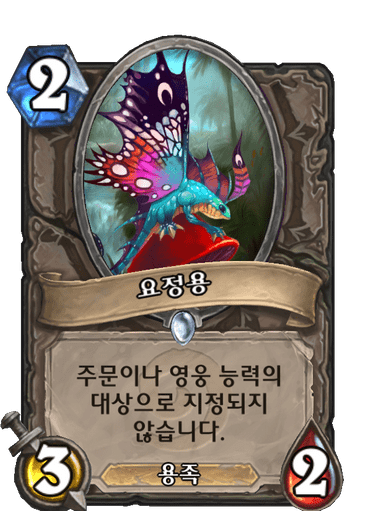 2
요정용
주문이나 영웅 능력의
대상으로 지정되지
않습니다.
3
용족
2